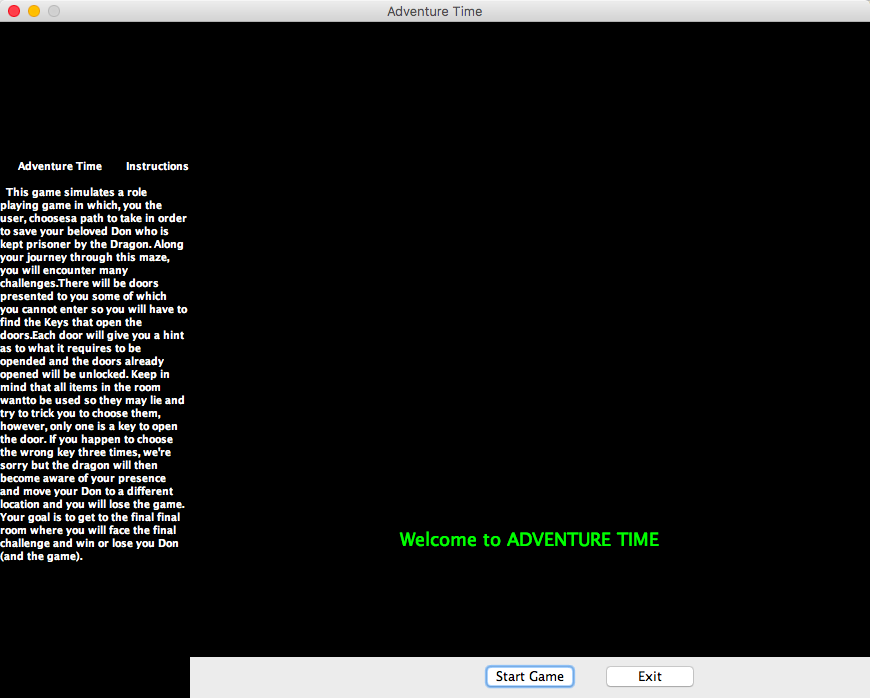 Adventure Time
Adventure Time Instructions
This game simulates a role
playing game in which, you the
user, choosesa path to take in order
to save your beloved Don who is
kept prisoner by the Dragon. Along
your journey through this maze,
you will encounter many
challenges.There will be doors
presented to you some of which
you cannot enter so you will have to
find the Keys that open the
doors.Each door will give you a hint
as to what it requires to be
opended and the doors already
opened will be unlocked. Keep in
mind that all items in the room
wantto be used so they may lie and
try to trick you to choose them,
however, only one is a key to open
the door. If you happen to choose
the wrong key three times, we're
sorry but the dragon will then
become aware of your presence
and move your Don to a different
location and you will lose the game.
Your goal is to get to the final final
room where you will face the final
challenge and win or lose you Don
(and the game).
Welcome to ADVENTURE TIME
Start Game
Exit